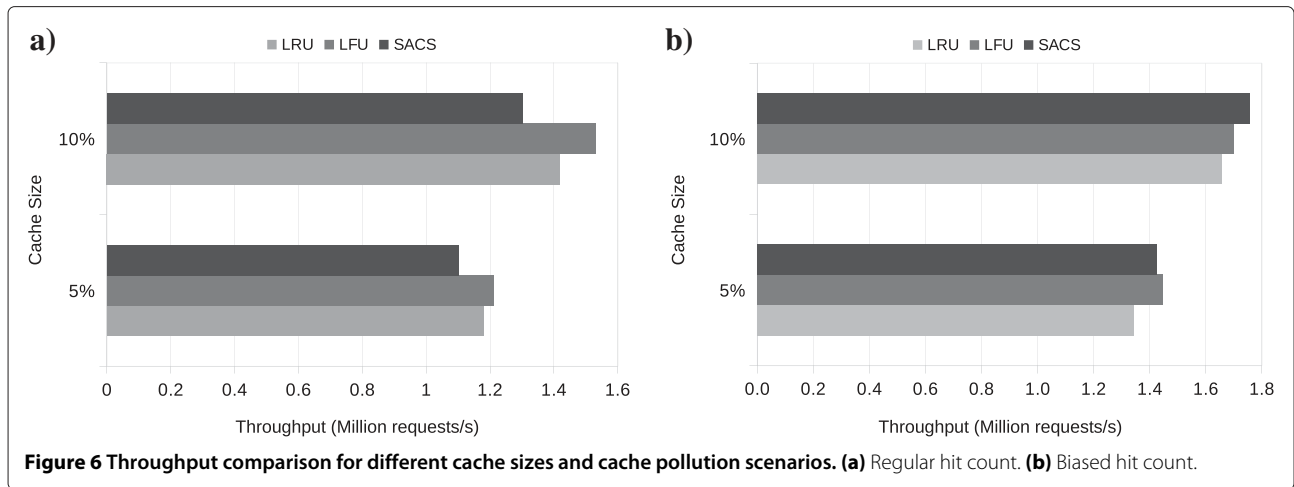 a)
LRU LFU SACS
10%
5%
Cache Size
0 0.2 0.4 0.6 0.8 1 1.2 1.4 1.6
Throughput (Million requests/s)
b)
LRU LFU SACS
10%
5%
Cache Size
0.0 0.2 0.4 0.6 0.8 1.0 1.2 1.4 1.6 1.8
Throughput (Million requests/s)
Figure 6 Throughput comparison for different cache sizes and cache pollution scenarios. (a) Regular hit count. (b) Biased hit count.